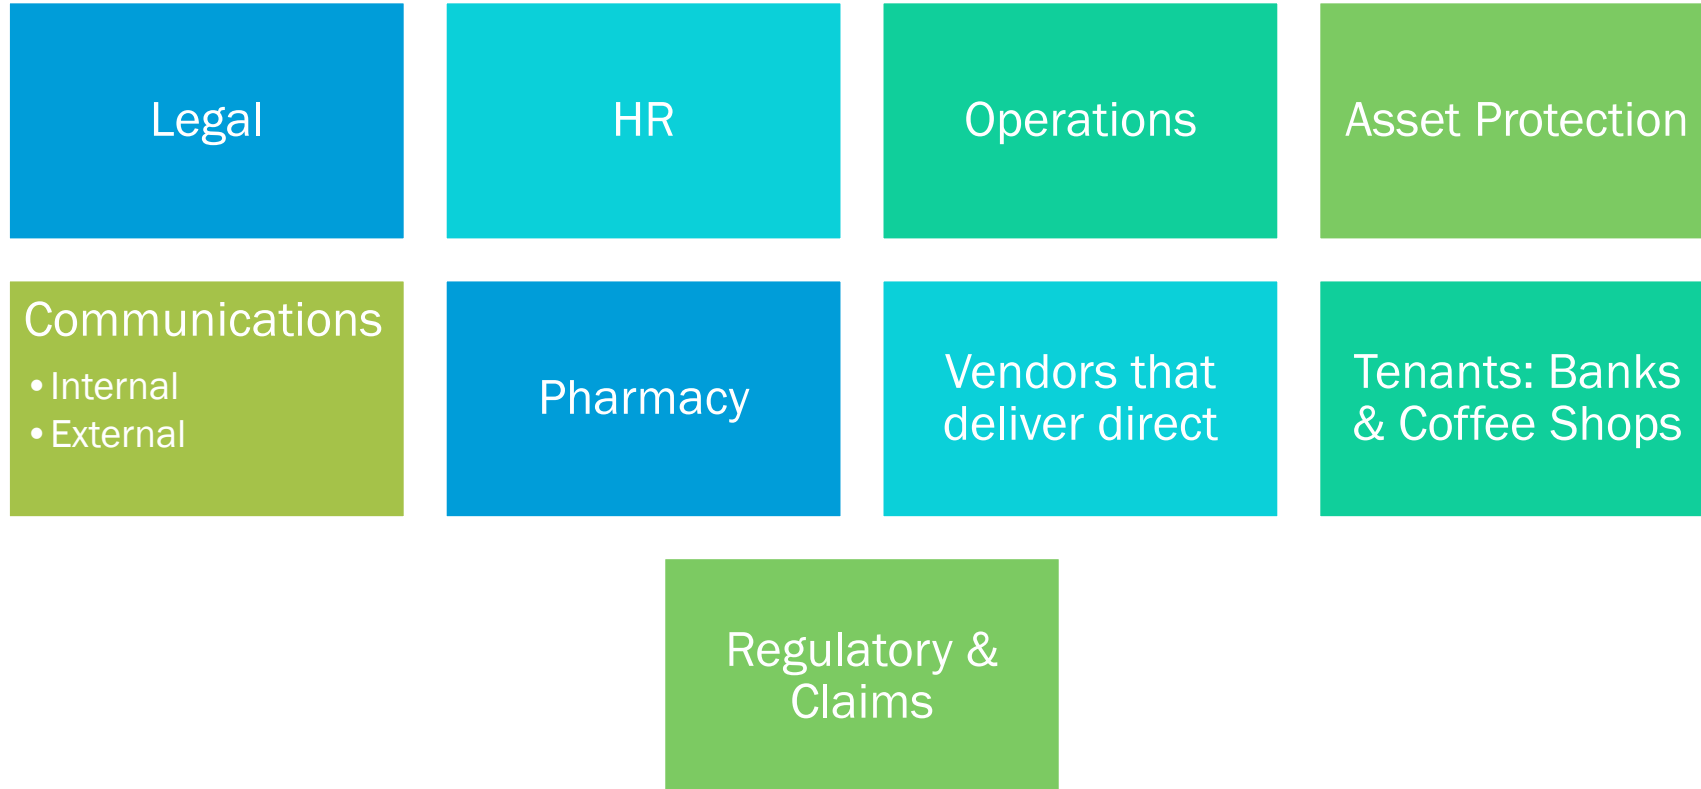 Legal
HR
Operations
Asset Protection
Communications
• Internal
• External
Pharmacy
Vendors that
deliver direct
Tenants: Banks
& Coffee Shops
Regulatory &
Claims